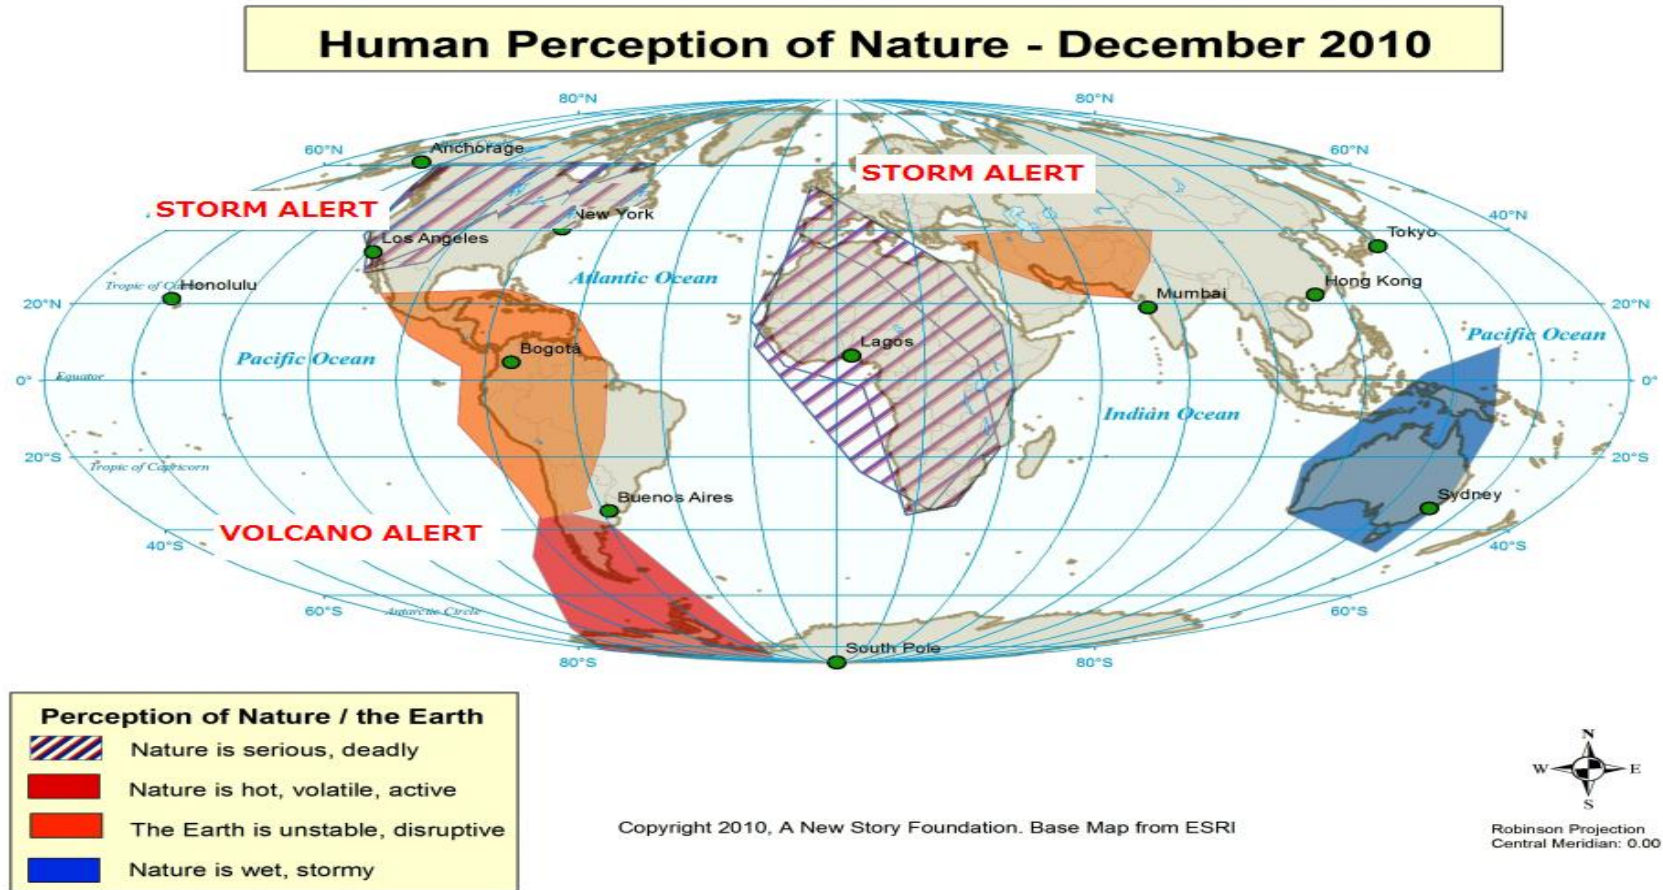 Human Perception of Nature - December 2010
80°N
80°N
60°N
Anchorage
60°N
STORM ALERT
STORM ALERT
New York
40°N
Los Angeles
Tokyo
Atlantic Ocean
Tropic of
Honolulu
Hong Kong
20°N
Mumbai
20°N
Pacific Ocean
Lagos
Bogotá
Pacific Ocean
0°
Equator
0°
Indian Ocean
20°S
Tropic of Capricorn
20°S
Buenos Aires
Sydney
VOLCANO ALERT
40°S
40°S
60°S
Antarctic Circle
60°S
South Pole
80°S
80°S
Perception of Nature / the Earth
Nature is serious, deadly
Nature is hot, volatile, active
The Earth is unstable, disruptive
Nature is wet, stormy
Copyright 2010, A New Story Foundation. Base Map from ESRI
N
W
E
S
Robinson Projection
Central Meridian: 0.00